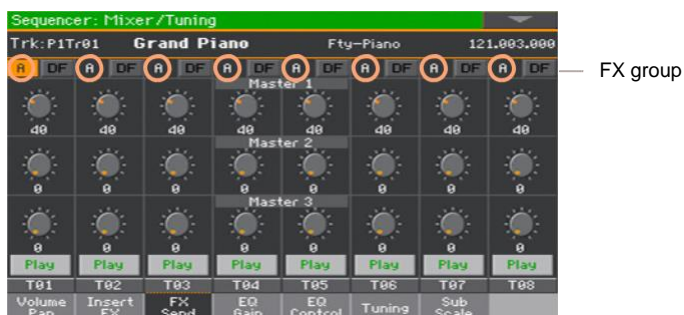 Sequencer: Mixer/Tuning
Trk:P1Tr01 Grand Piano Fty-Piano 121.003.000
A DF A DF A DF A DF A DF A DF A DF A DF FX group
Master 1
40 40 40 40 40 40 40 40
Master 2
0 0 0 0 0 0 0 0
Master 3
0 0 0 0 0 0 0 0
Play Play Play Play Play Play Play Play
T01 T02 T03 T04 T05 T06 T07 T08
Volume Insert FX EQ EQ Tuning Sub
Pan FX Send Gain Control Scale